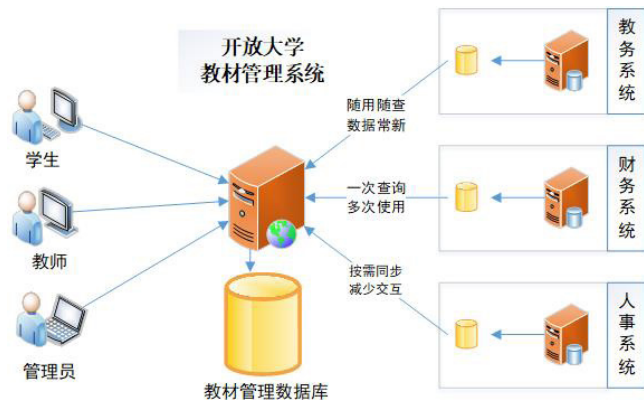 开放大学
教材管理系统
学生
教师
管理员
随用随查
数据常新
一次查询
多次使用
按需同步
减少交互
教材管理数据库
教务系统
财务系统
人事系统